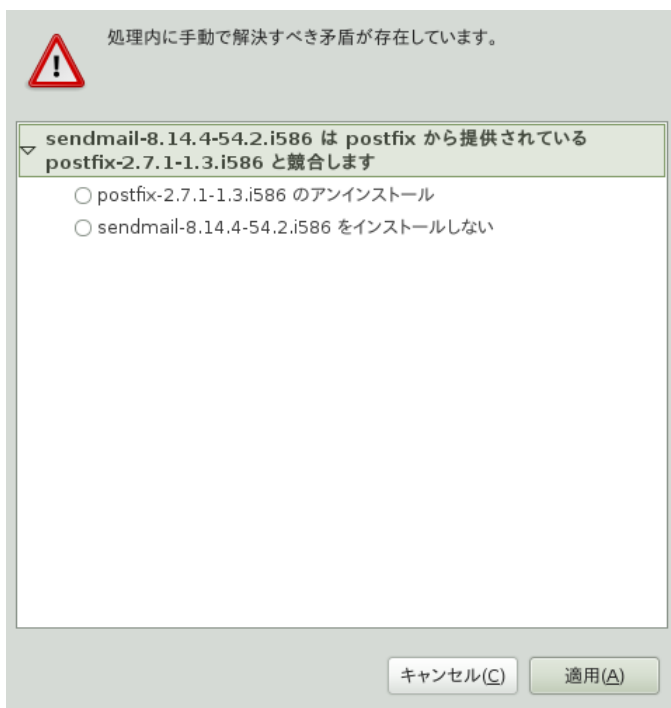 処理内に手動で解決すべき矛盾が存在しています。
sendmail-8.14.4-54.2.i586 は postfix から提供されている
postfix-2.7.1-1.3.i586 と競合します
postfix-2.7.1-1.3.i586 のアンインストール
sendmail-8.14.4-54.2.i586 をインストールしない
キャンセル(C) 適用(A)